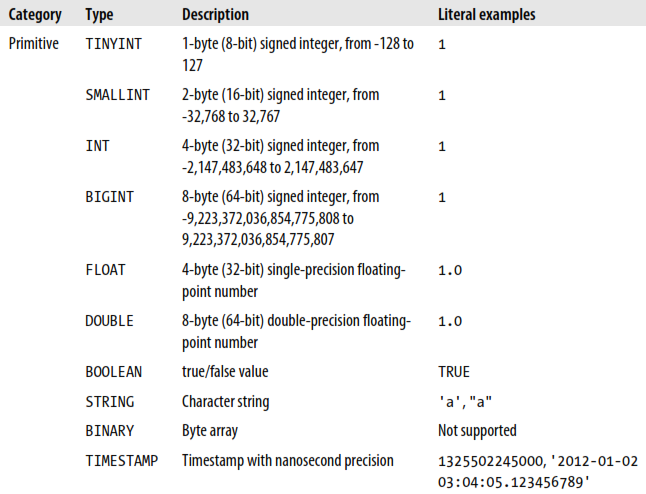 Category Type Description Literal examples
Primitive TINYINT 1-byte (8-bit) signed integer, from -128 to 1
127
SMALLINT 2-byte (16-bit) signed integer, from 1
-32,768 to 32,767
INT 4-byte (32-bit) signed integer, from 1
-2,147,483,648 to 2,147,483,647
BIGINT 8-byte (64-bit) signed integer, from 1
-9,223,372,036,854,775,808 to
9,223,372,036,854,775,807
FLOAT 4-byte (32-bit) single-precision floating- 1.0
point number
DOUBLE 8-byte (64-bit) double-precision floating- 1.0
point number
BOOLEAN true/false value TRUE
STRING Character string 'a', "a"
BINARY Byte array Not supported
TIMESTAMP Timestamp with nanosecond precision 1325502245000, '2012-01-02
03:04:05.123456789'